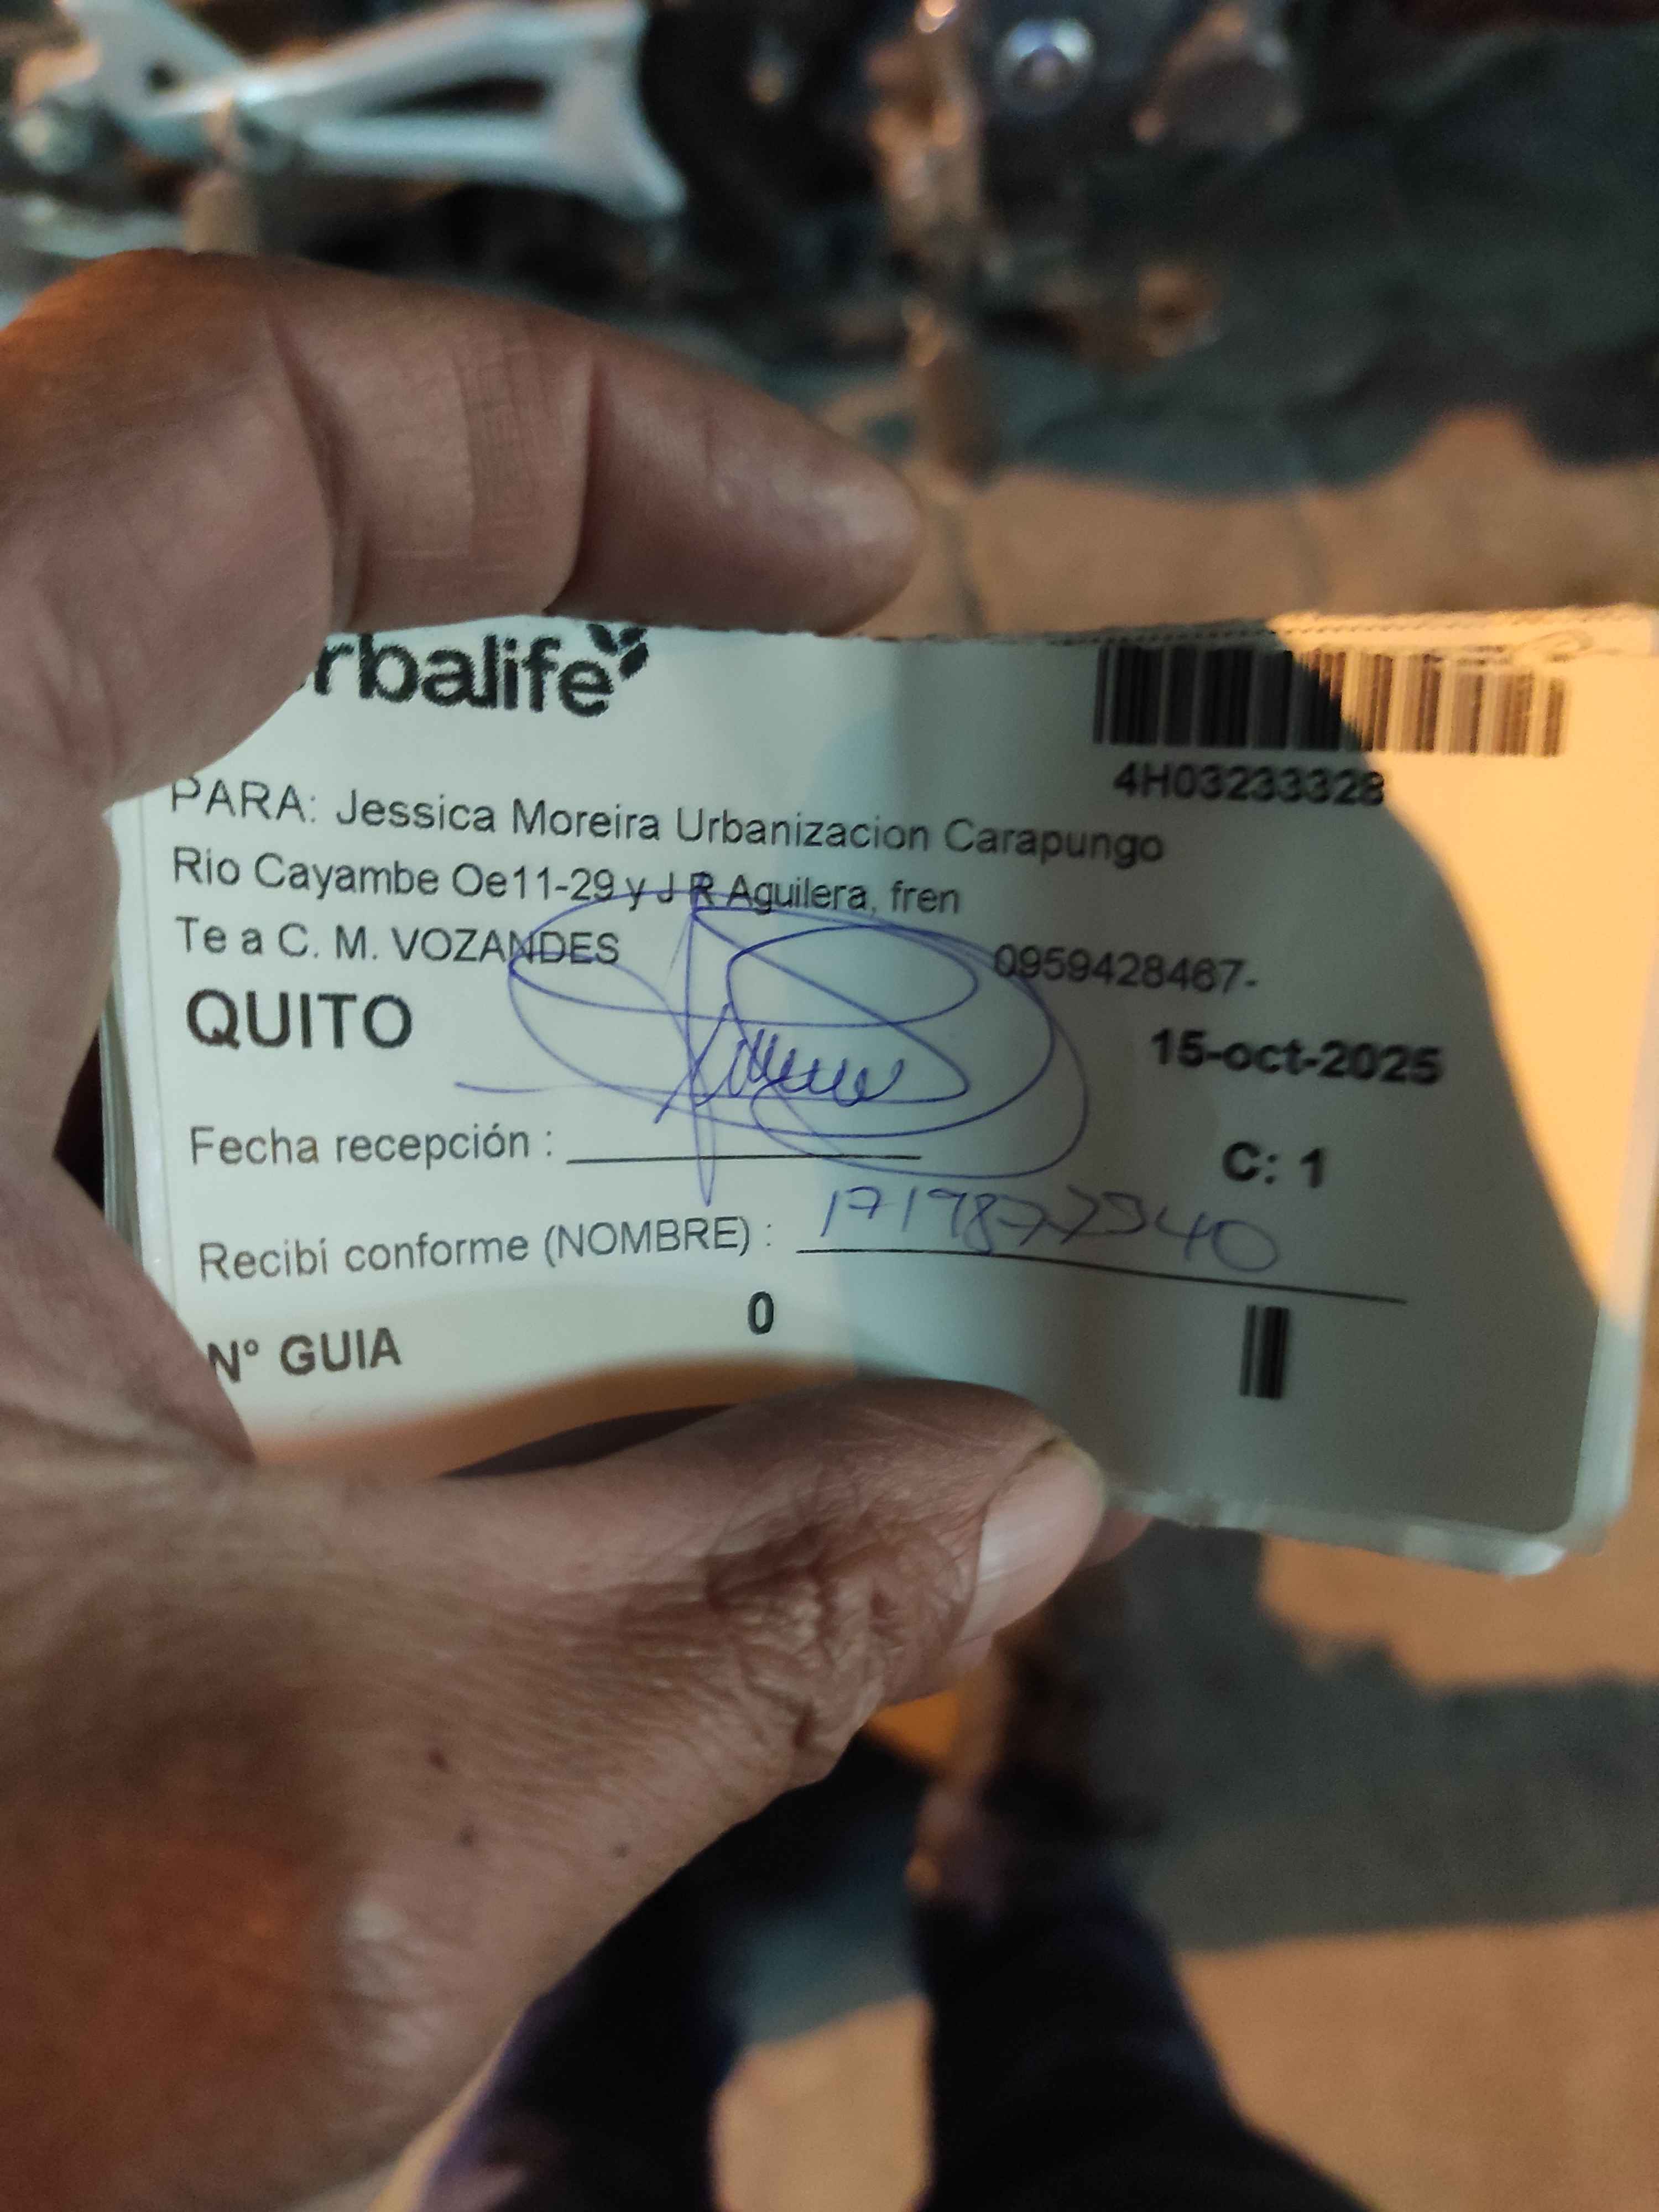 rbalife
4H03233328
PARA: Jessica Moreira Urbanizacion Carapungo
Rio Cayambe Oe11-29 y J R Aguilera, fren
Te a C. M. VOZANDES
0959428467-
QUITO
15-oct-2025
Fecha recepción :
C: 1
Recibí conforme (NOMBRE) :
N° GUIA 0